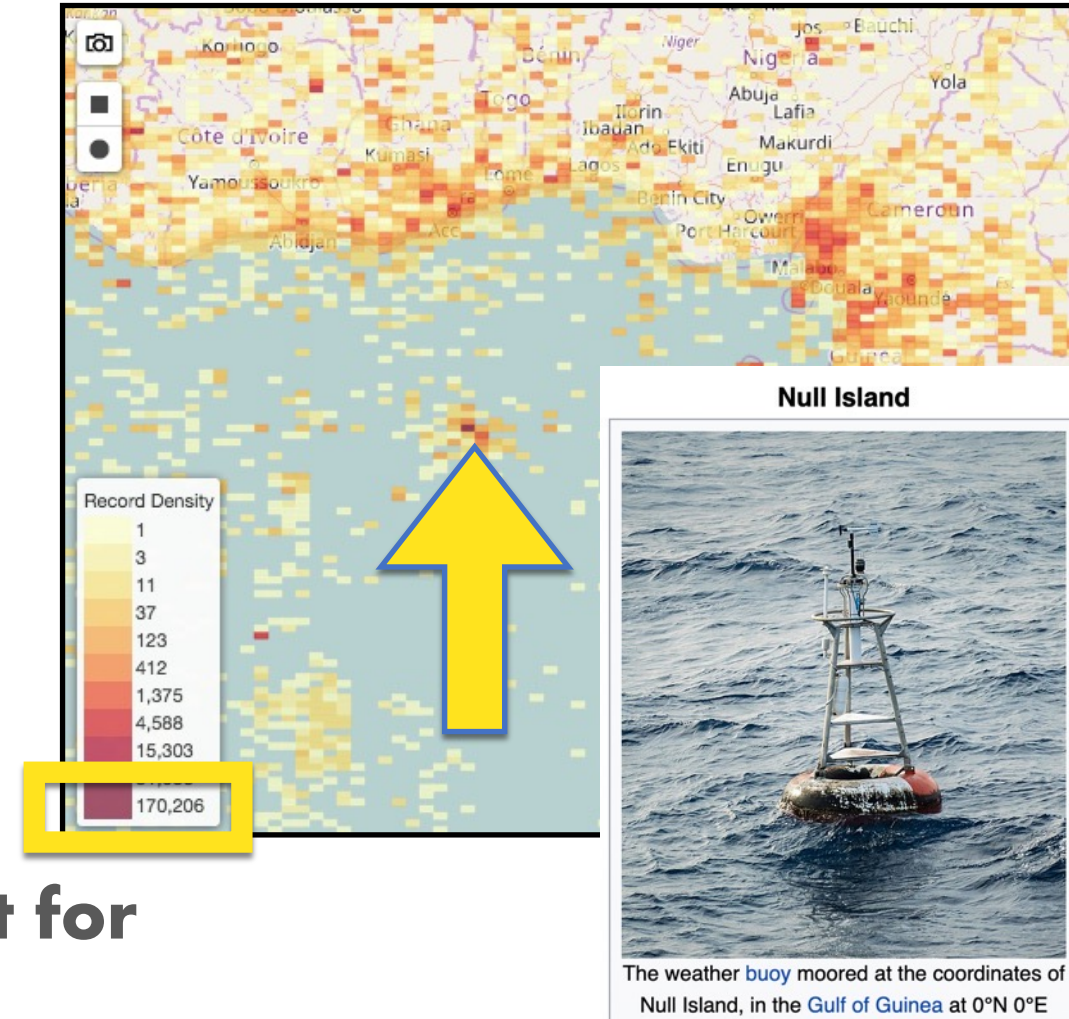 Korhogo
Bénin
Niger
Jos
Bauchi
Nigeria
Yola
Togo
Abuja
Lafia
Ilorin
Ibadan
Côte d'Ivoire
Ghana
Ado Ekiti
Makurdi
Kumasi
Lomé
Lagos
Enugu
Yamoussoukro
Benin City
Cameroun
Owerri
Port Harcourt
Abidjan
Acc
ra
Malabo
Douala
Yaoundé
Guinea
Null Island
Record Density
1
3
11
37
123
412
1,375
4,588
15,303
170,206
t for
The weather buoy moored at the coordinates of
Null Island, in the Gulf of Guinea at 0°N 0°E